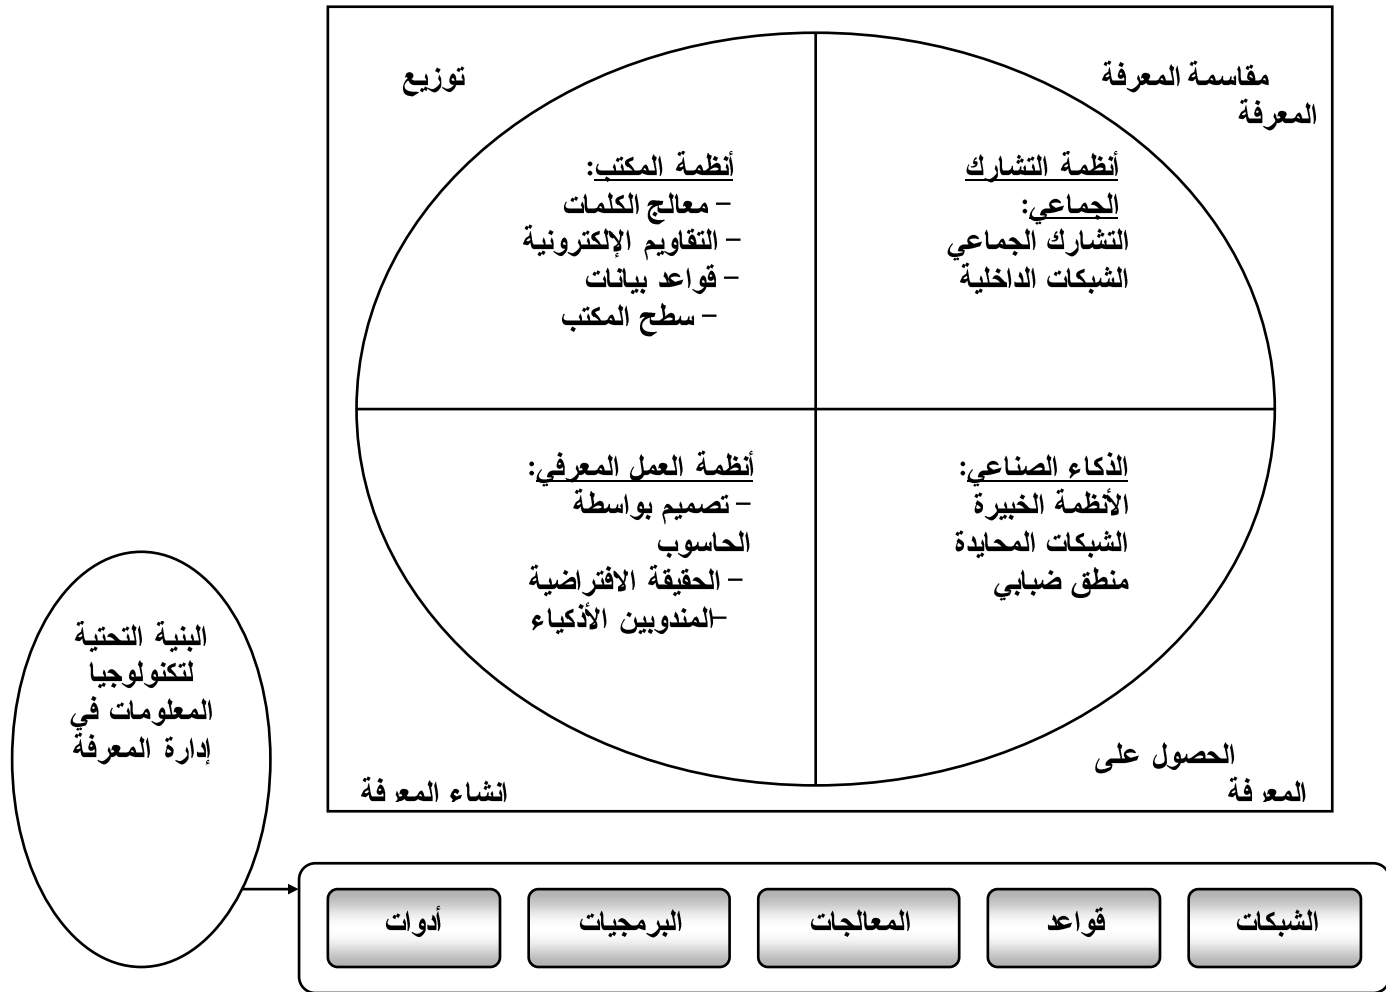 مقاسمة المعرفة
المعرفة
توزيع
أنظمة التشارك
الجماعي:
التشارك الجماعي
الشبكات الداخلية
أنظمة المكتب:
– معالج الكلمات
– التقاويم الإلكترونية
– قواعد بيانات
– سطح المكتب
الذكاء الصناعي:
الأنظمة الخبيرة
الشبكات المحايدة
منطق ضبابي
أنظمة العمل المعرفي:
– تصميم بواسطة
الحاسوب
– الحقيقة الافتراضية
–المندوبين الأذكياء
الحصول على
المعرفة
انشاء المعرفة
البنية التحتية
لتكنولوجيا
المعلومات في
إدارة المعرفة
الشبكات
قواعد
المعالجات
البرمجيات
أدوات